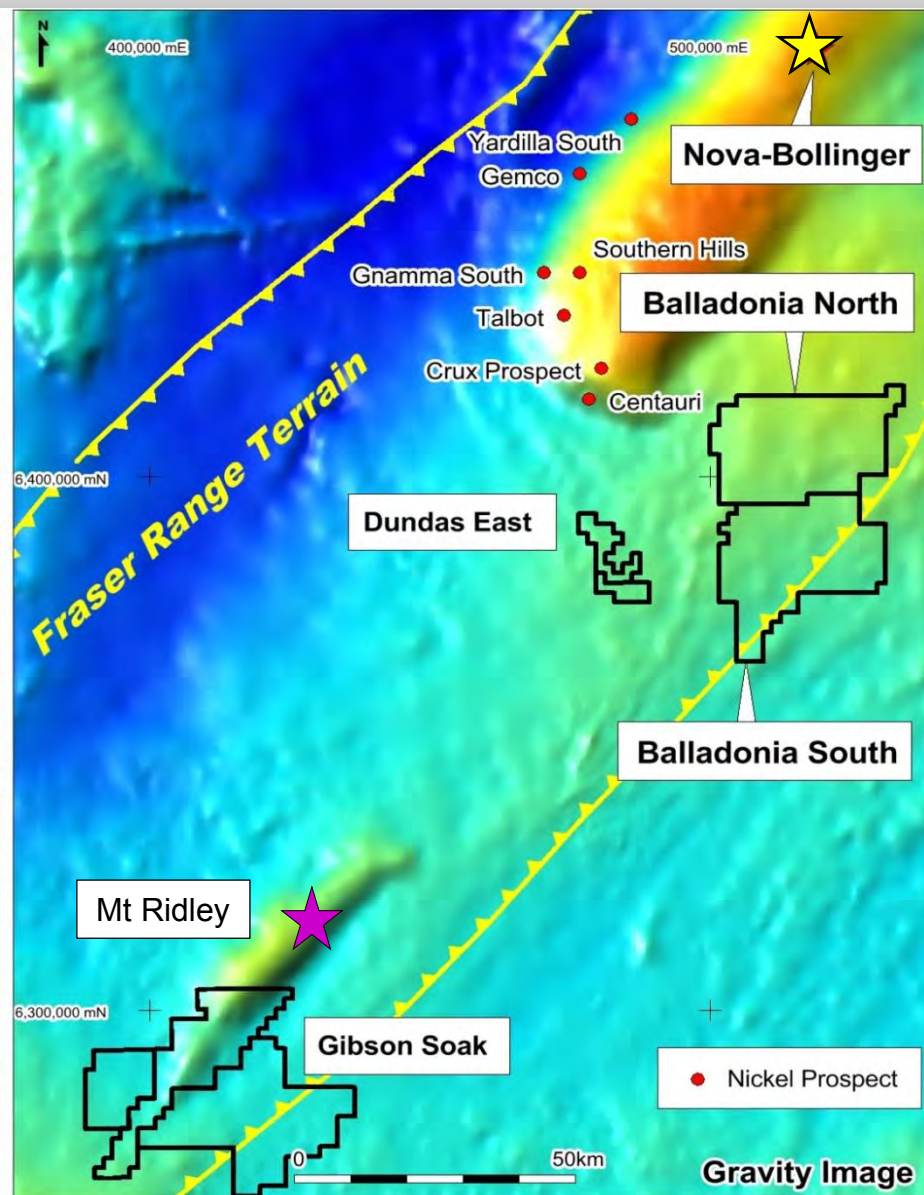 N
400,000 mE
500,000 mE
Yardilla South
Nova-Bollinger
Gemco
Southern Hills
Gnamma South
Balladonia North
Talbot
Crux Prospect
Centauri
6,400,000 mN
Dundas East
Fraser Range Terrain
Balladonia South
Mt Ridley
6,300,000 mN
Gibson Soak
Nickel Prospect
0
50km
Gravity Image